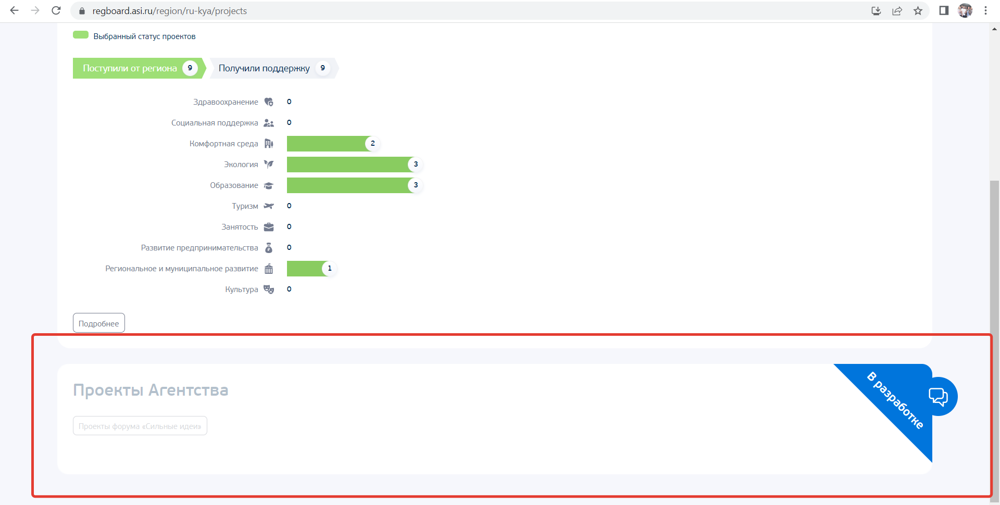 regboard.asi.ru/region/ru-kya/projects
Выбранный статус проектов
Поступили от региона 9 Получили поддержку 9
Здравоохранение 0
Социальная поддержка 0
Комфортная среда 2
Экология 3
Образование 3
Туризм 0
Занятость 0
Развитие предпринимательства 0
Региональное и муниципальное развитие 1
Культура 0
Подробнее
Проекты Агентства
В разработке
Проекты форума «Сильные идеи»